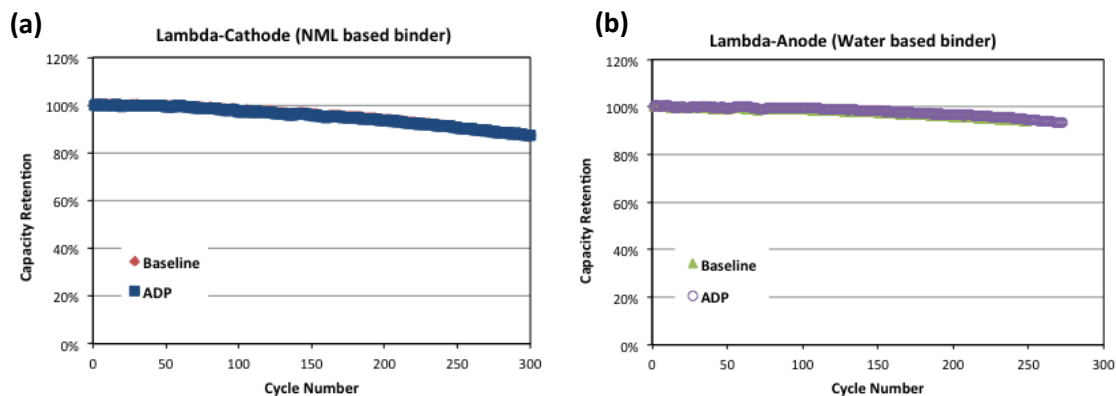 (a)
Lambda-Cathode (NML based binder)
120%
100%
80%
60%
40%
20%
0%
Capacity Retention
Baseline
ADP
0 50 100 150 200 250 300
Cycle Number
(b)
Lambda-Anode (Water based binder)
120%
100%
80%
60%
40%
20%
0%
Capacity Retention
Baseline
ADP
0 50 100 150 200 250 300
Cycle Number